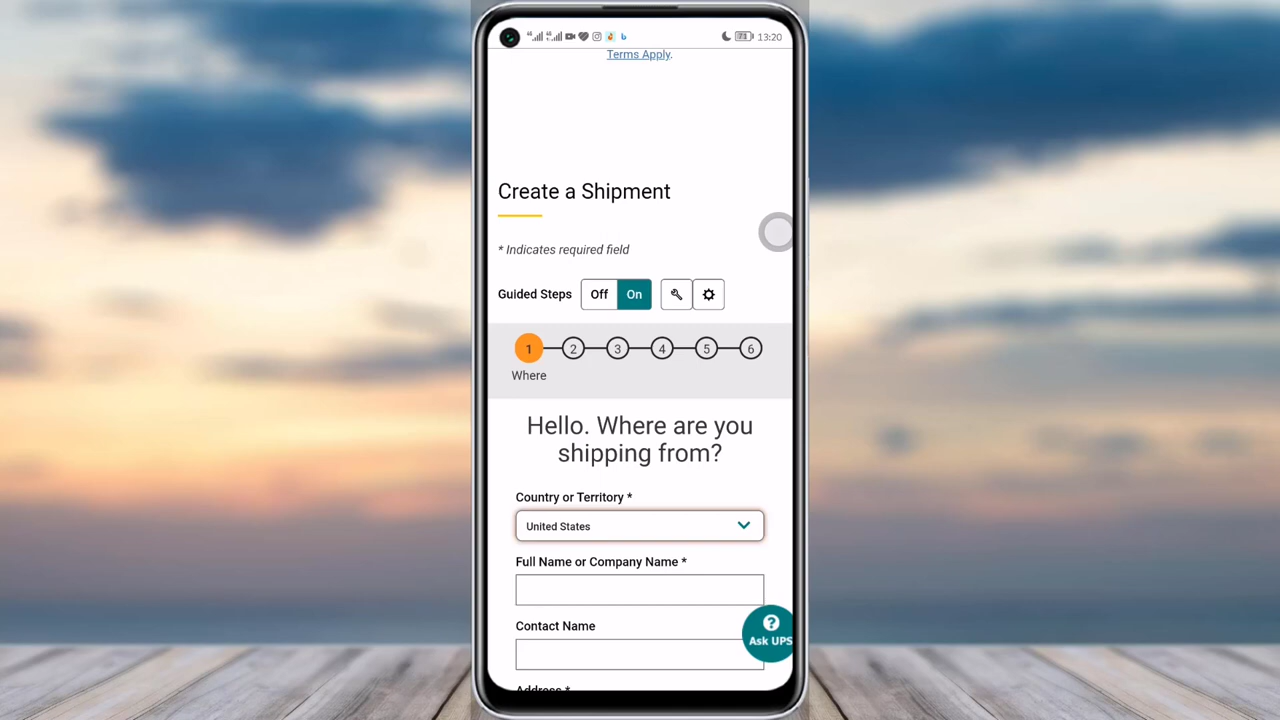 13:20
Terms Apply.
Create a Shipment
* Indicates required field
Guided Steps Off On
1 2 3 4 5 6
Where
Hello. Where are you
shipping from?
Country or Territory *
United States
Full Name or Company Name *
Contact Name
Ask UPS
Address *